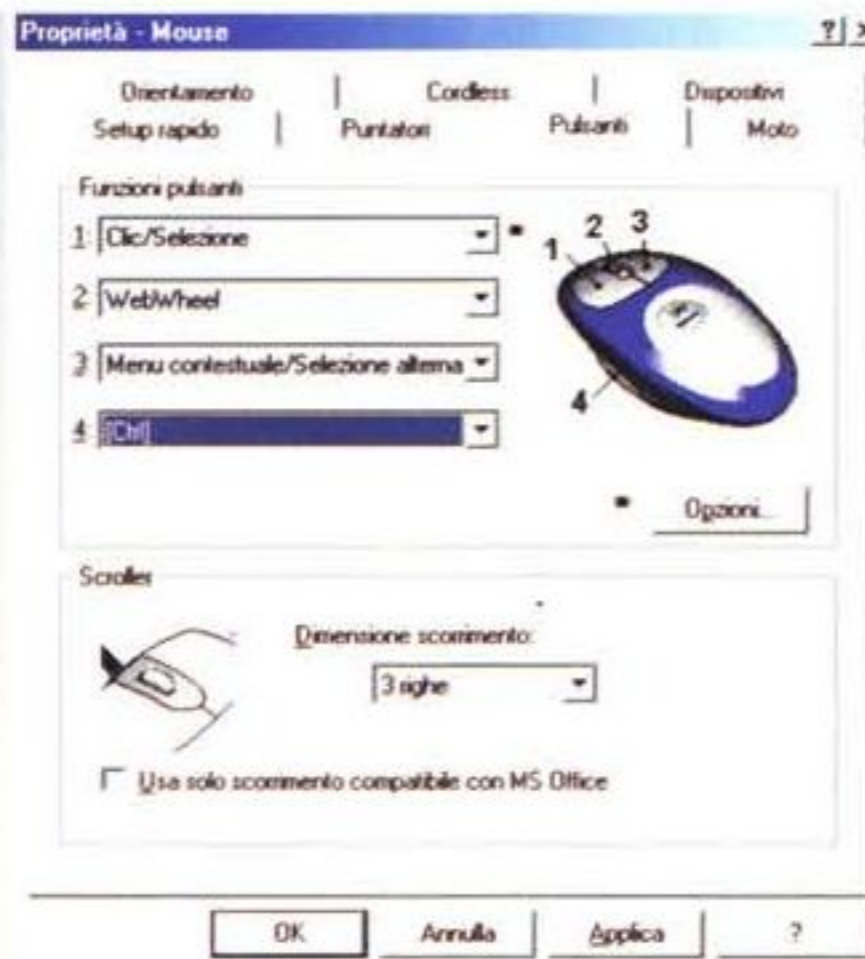 Proprietà - Mouse ? X
Orientamento Cordless Dispositivi
Setup rapido Puntatori Pulsanti Moto
Funzioni pulsanti
1: Clic/Selezione
2: WebWheel
3: Menu contestuale/Selezione alterna
4: [Ctrl]
1 2 3
4
Opzioni...
Scroller
Dimensione scorrimento:
3 righe
Usa solo scorrimento compatibile con MS Office
OK Annulla Applica ?